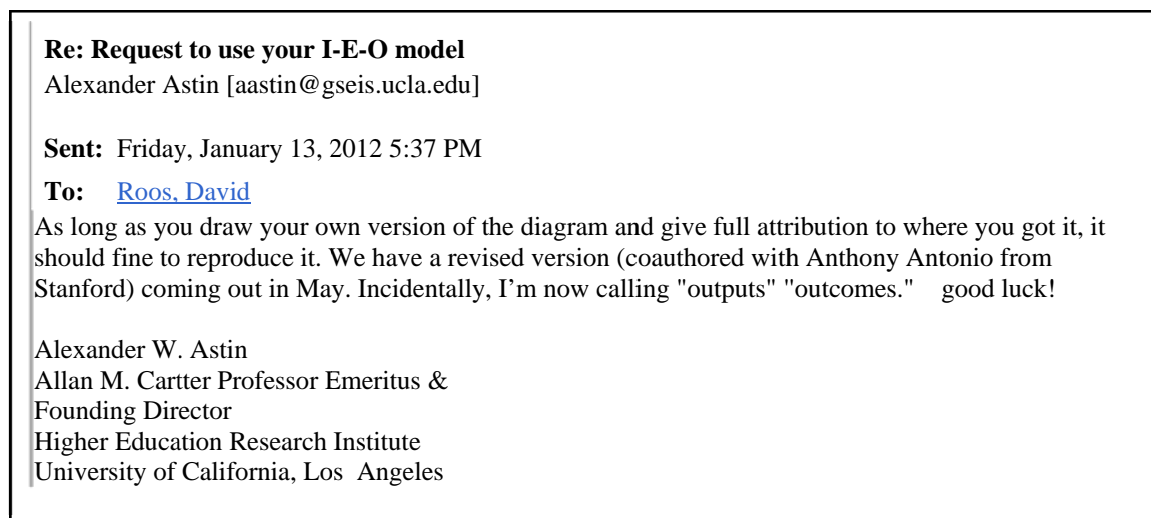 Re: Request to use your I-E-O model
Alexander Astin [aastin@gseis.ucla.edu]
Sent: Friday, January 13, 2012 5:37 PM
To: Roos, David
As long as you draw your own version of the diagram and give full attribution to where you got it, it
should fine to reproduce it. We have a revised version (coauthored with Anthony Antonio from
Stanford) coming out in May. Incidentally, I’m now calling "outputs" "outcomes." good luck!
Alexander W. Astin
Allan M. Cartter Professor Emeritus &
Founding Director
Higher Education Research Institute
University of California, Los Angeles